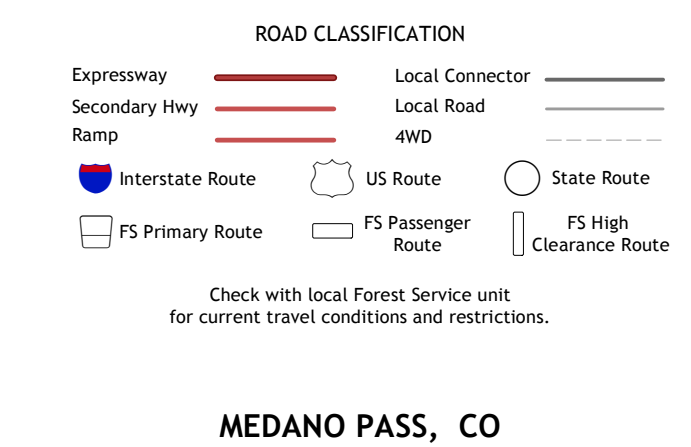 ROAD CLASSIFICATION
Expressway
Local Connector
Secondary Hwy
Local Road
Ramp
4WD
Interstate Route
US Route
State Route
FS Primary Route
FS Passenger
Route
FS High
Clearance Route
Check with local Forest Service unit
for current travel conditions and restrictions.
MEDANO PASS, CO